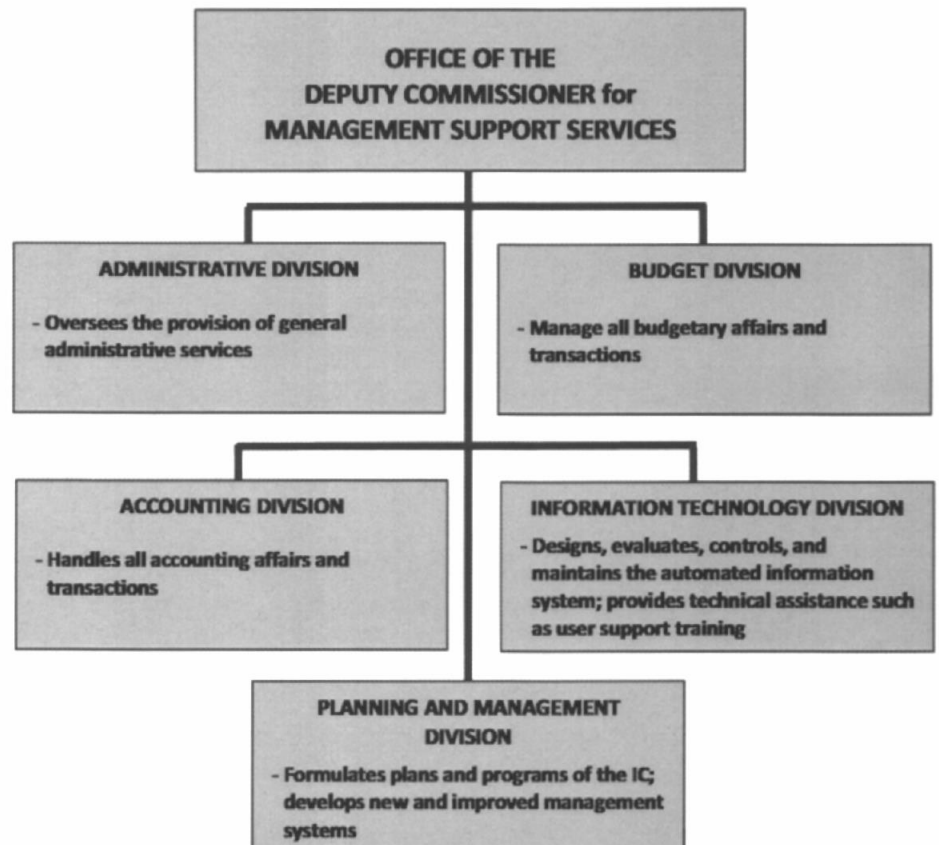 OFFICE OF THE
DEPUTY COMMISSIONER for
MANAGEMENT SUPPORT SERVICES
ADMINISTRATIVE DIVISION
- Oversees the provision of general
administrative services
BUDGET DIVISION
- Manage all budgetary affairs and
transactions
ACCOUNTING DIVISION
- Handles all accounting affairs and
transactions
INFORMATION TECHNOLOGY DIVISION
- Designs, evaluates, controls, and
maintains the automated information
system; provides technical assistance such
as user support training
PLANNING AND MANAGEMENT
DIVISION
- Formulates plans and programs of the IC;
develops new and improved management
systems